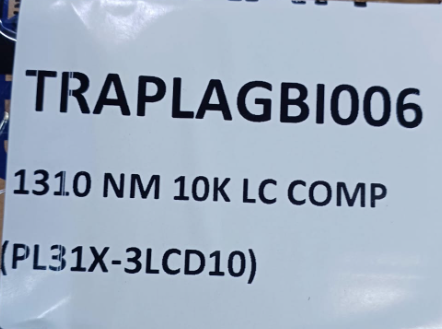 TRAPLAGBI006
1310 NM 10K LC COMP
(PL31X-3LCD10)